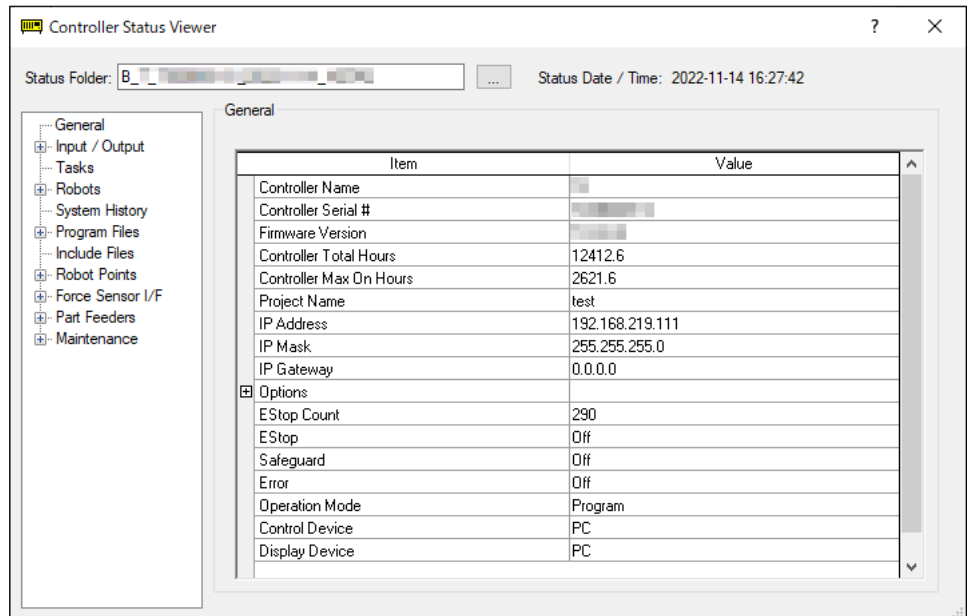 Controller Status Viewer ?
Status Folder: B_ ... Status Date / Time: 2022-11-14 16:27:42
General
Input / Output
Tasks
Robots
System History
Program Files
Include Files
Robot Points
Force Sensor I/F
Part Feeders
Maintenance
General
Item Value
Controller Name
Controller Serial #
Firmware Version
Controller Total Hours 12412.6
Controller Max On Hours 2621.6
Project Name test
IP Address 192.168.219.111
IP Mask 255.255.255.0
IP Gateway 0.0.0.0
Options
EStop Count 290
EStop Off
Safeguard Off
Error Off
Operation Mode Program
Control Device PC
Display Device PC